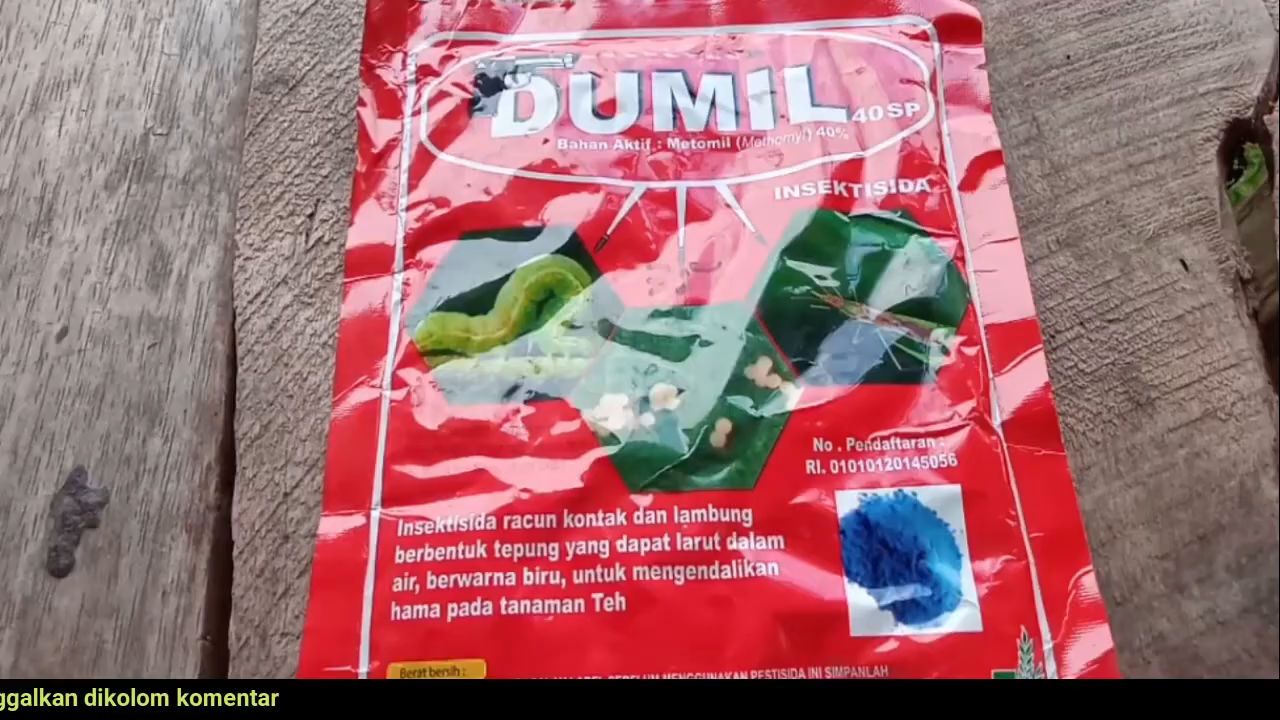 DUMIL 40 SP
Bahan Aktif : Metomil (Methomyl) 40%
INSEKTISIDA
No . Pendaftaran :
RI. 01010120145056
Insektisida racun kontak dan lambung
berbentuk tepung yang dapat larut dalam
air, berwarna biru, untuk mengendalikan
hama pada tanaman Teh
Berat bersih :
SEBELUM MENGGUNAKAN PESTISIDA INI SIMPANLAH
ggalkan dikolom komentar